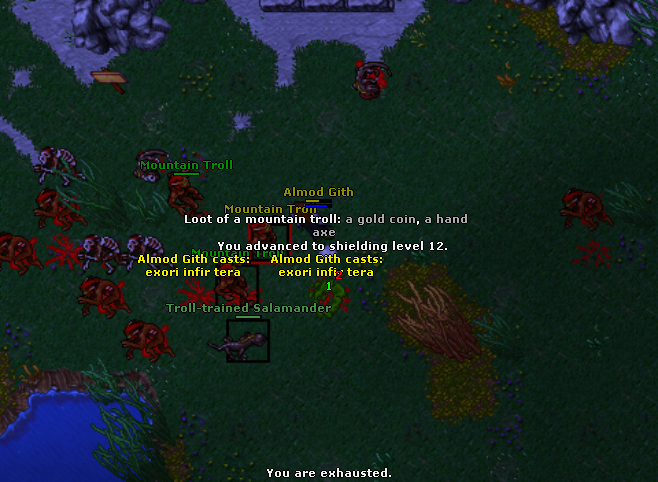 Mountain Troll
Almod Gith
Mountain Troll
Loot of a mountain troll: a gold coin, a hand
axe
You advanced to shielding level 12.
Mountain
Almod Gith casts:
exori infir tera
Almod Gith casts:
exori infir tera
2
1
Troll-trained Salamander
You are exhausted.